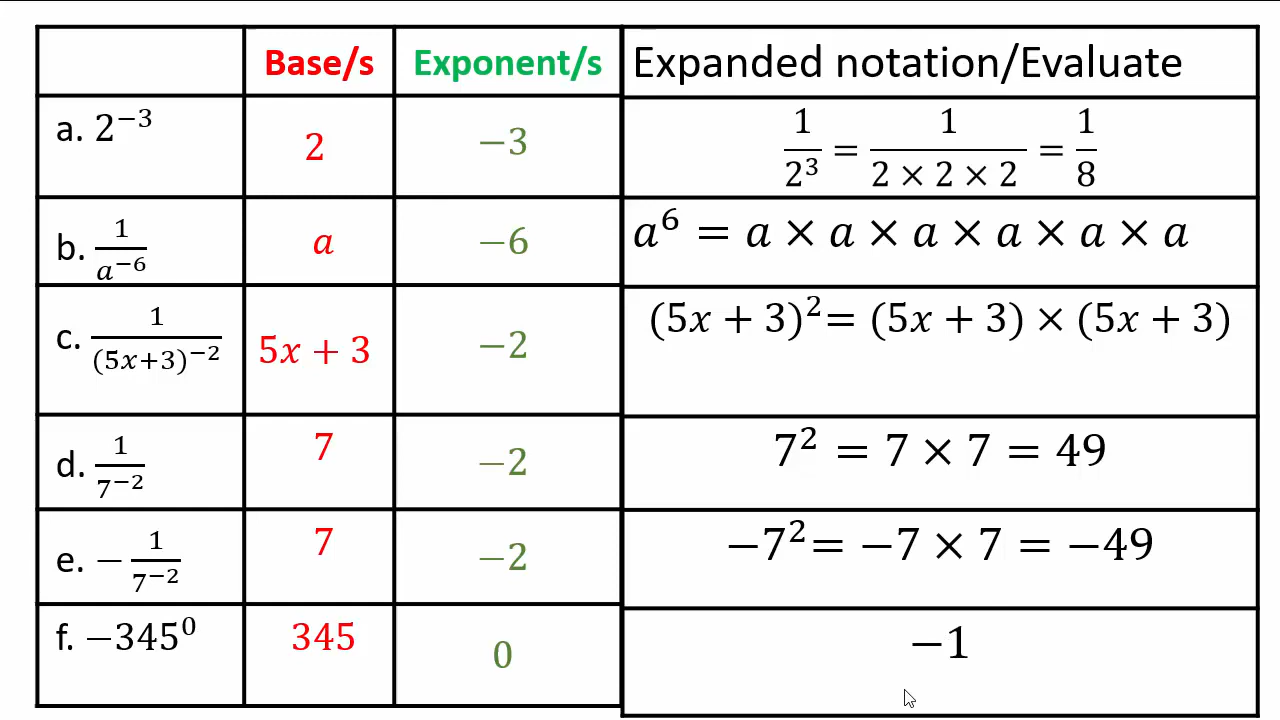 Base/s Exponent/s Expanded notation/Evaluate
a. 2⁻³ 2 −3 1/2³ = 1/(2 × 2 × 2) = 1/8
b. 1/a⁻⁶ a −6 a⁶ = a × a × a × a × a × a
c. 1/(5x+3)⁻² 5x + 3 −2 (5x + 3)² = (5x + 3) × (5x + 3)
d. 1/7⁻² 7 −2 7² = 7 × 7 = 49
e. − 1/7⁻² 7 −2 −7² = −7 × 7 = −49
f. −345⁰ 345 0 −1